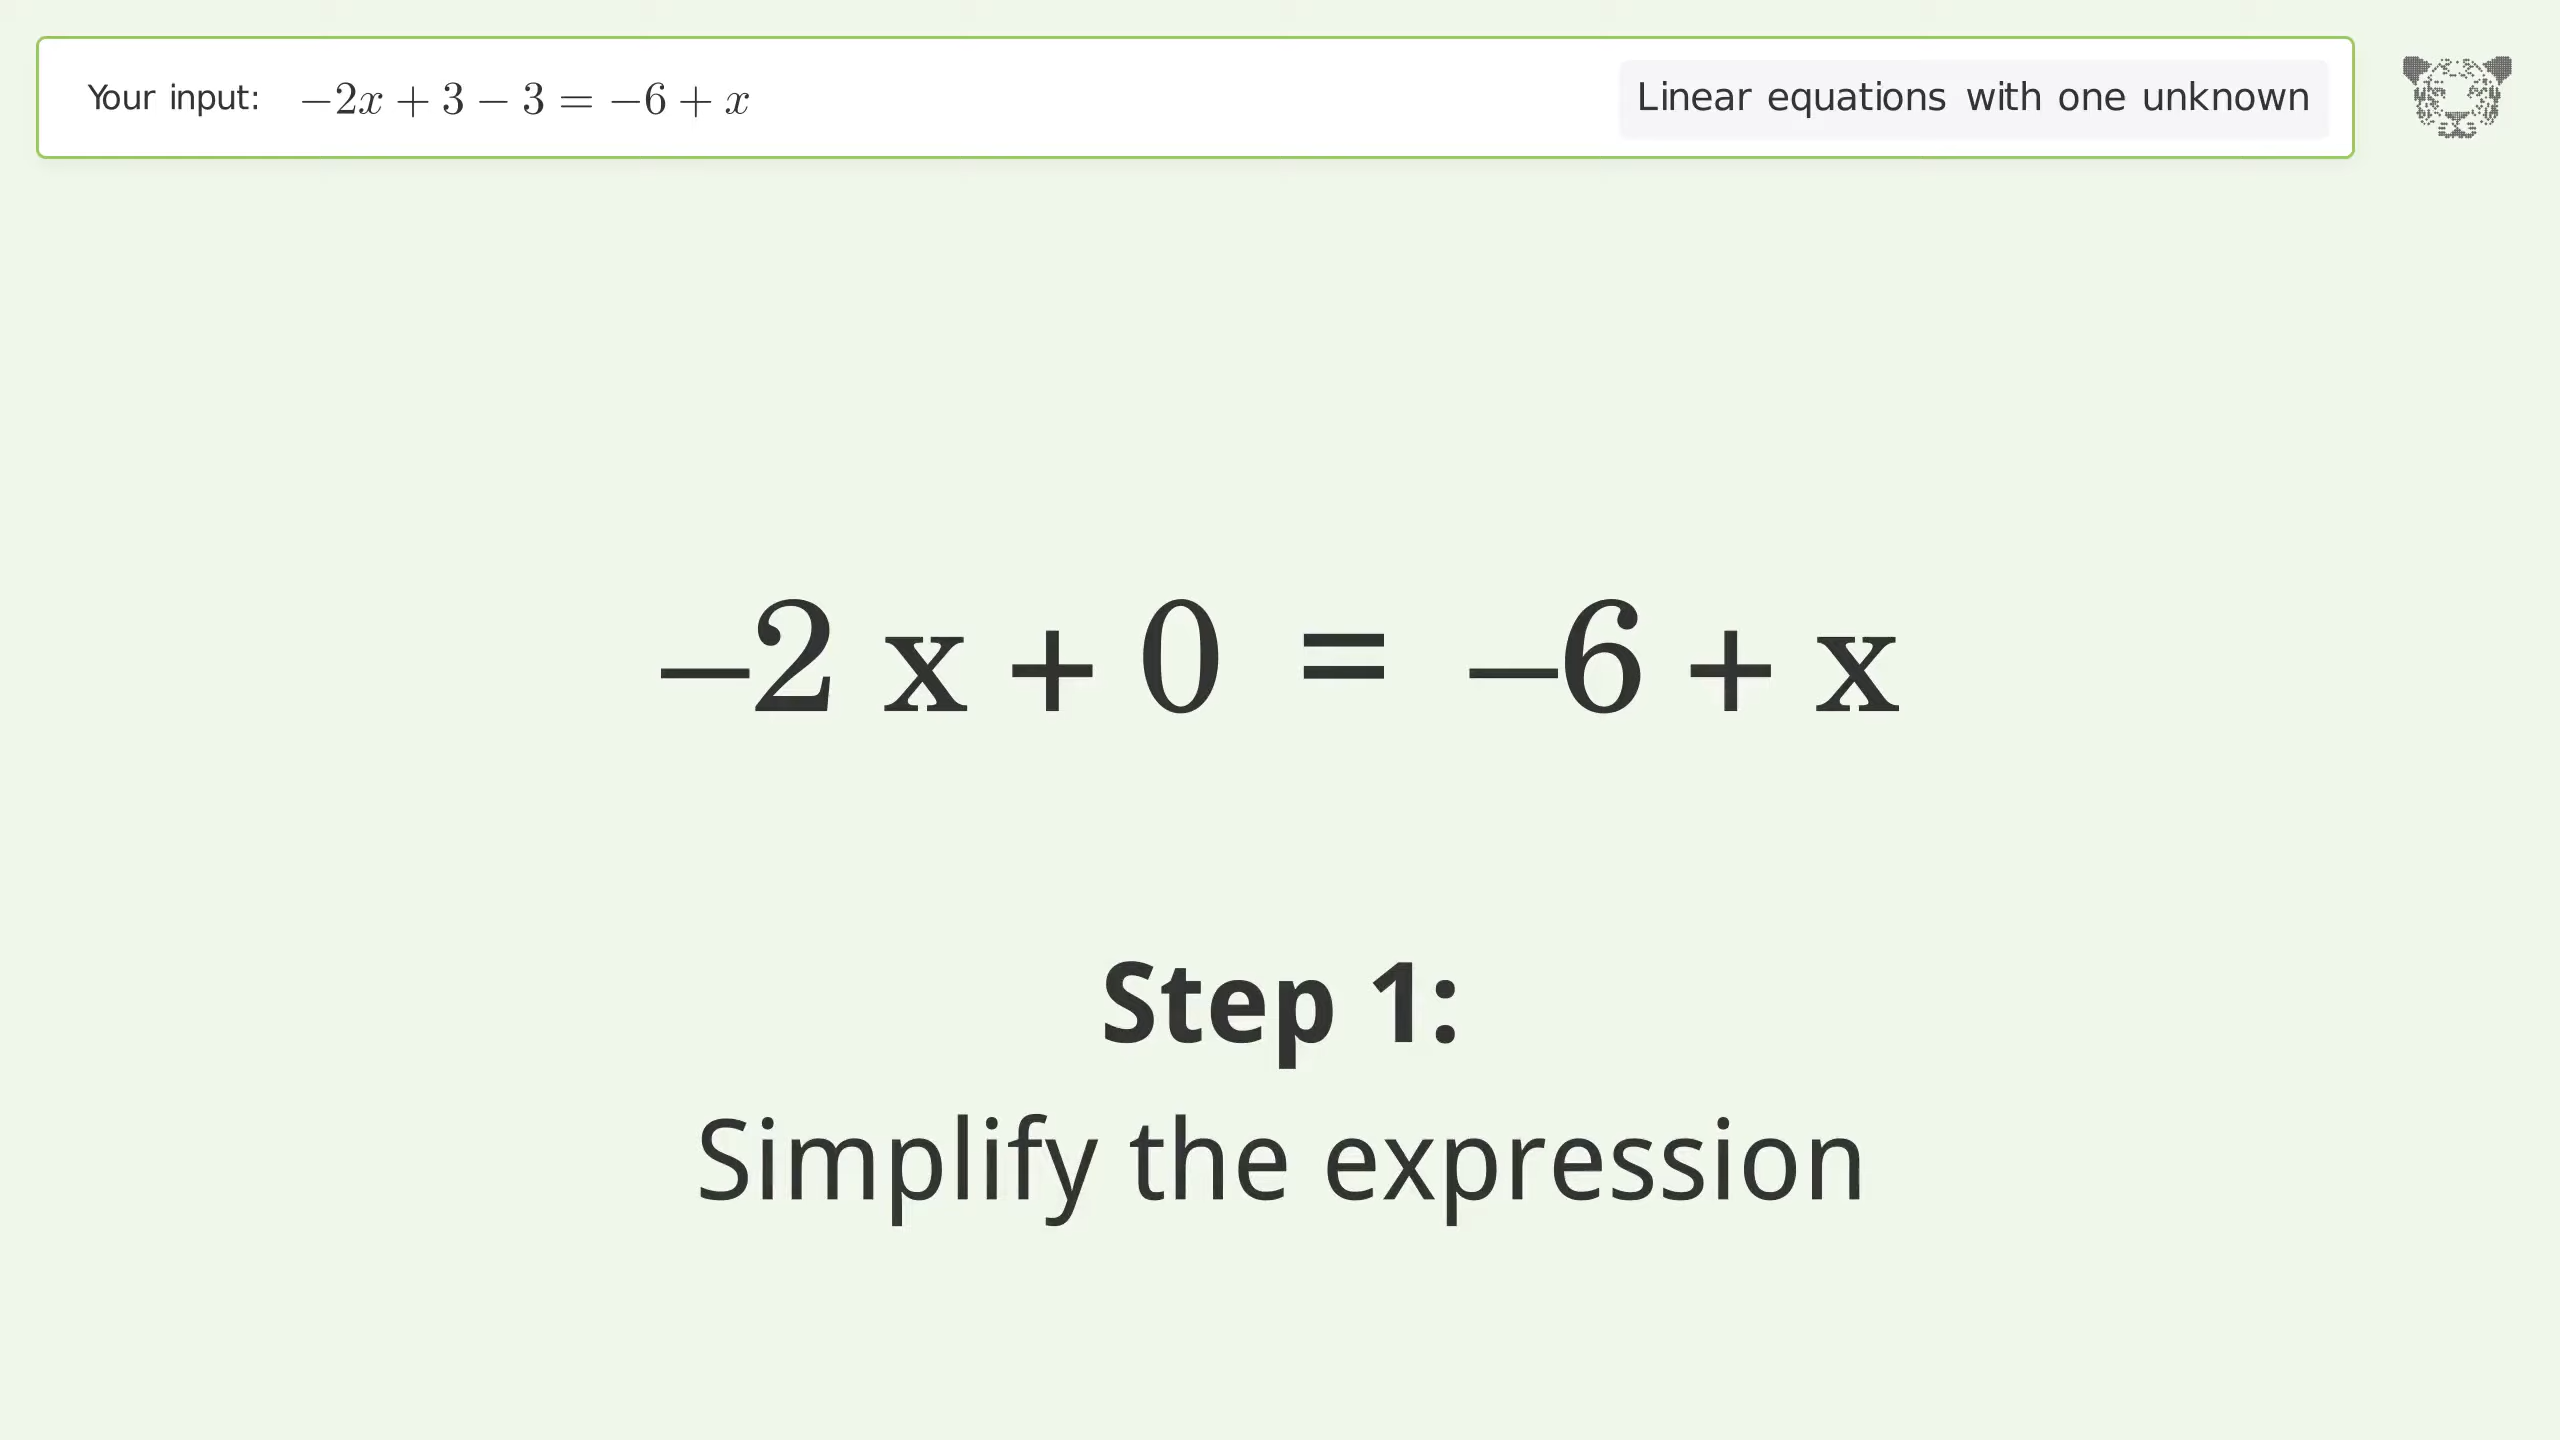 Your input: −2x + 3 − 3 = −6 + x
Linear equations with one unknown
−2 x + 0 = −6 + x
Step 1:
Simplify the expression